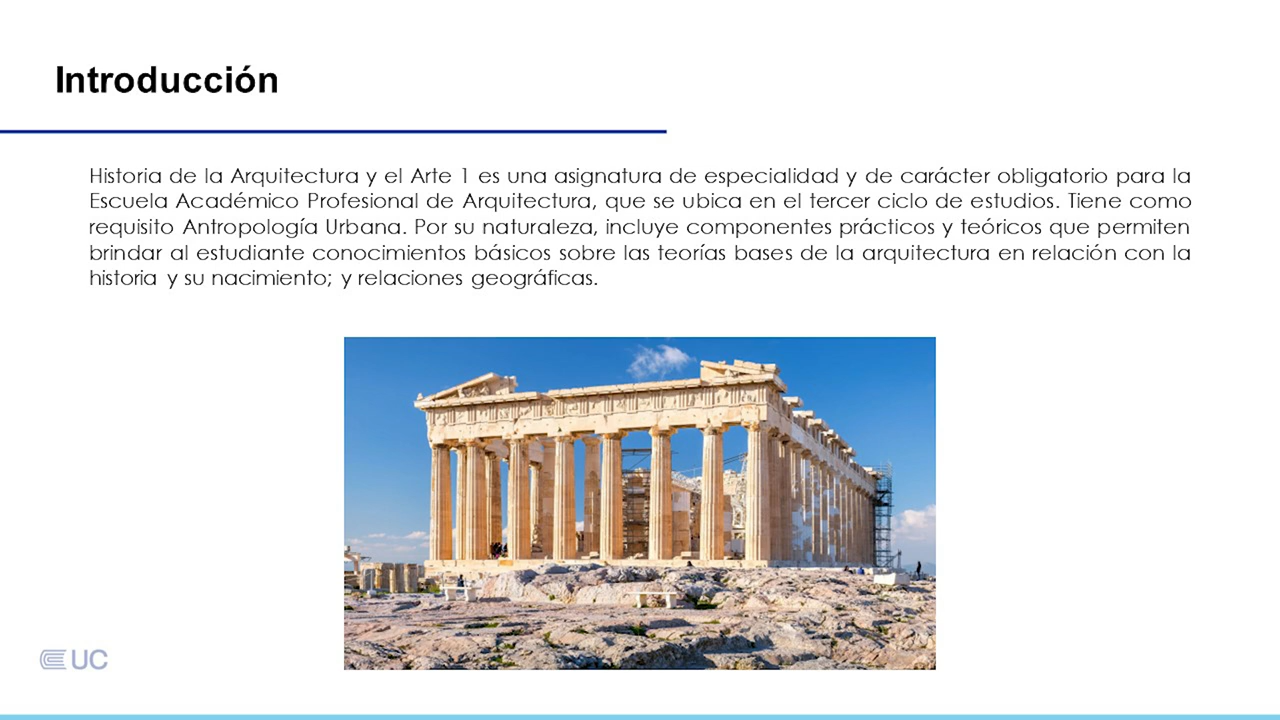 Introducción
Historia de la Arquitectura y el Arte 1 es una asignatura de especialidad y de carácter obligatorio para la
Escuela Académico Profesional de Arquitectura, que se ubica en el tercer ciclo de estudios. Tiene como
requisito Antropología Urbana. Por su naturaleza, incluye componentes prácticos y teóricos que permiten
brindar al estudiante conocimientos básicos sobre las teorías bases de la arquitectura en relación con la
historia y su nacimiento; y relaciones geográficas.
UC